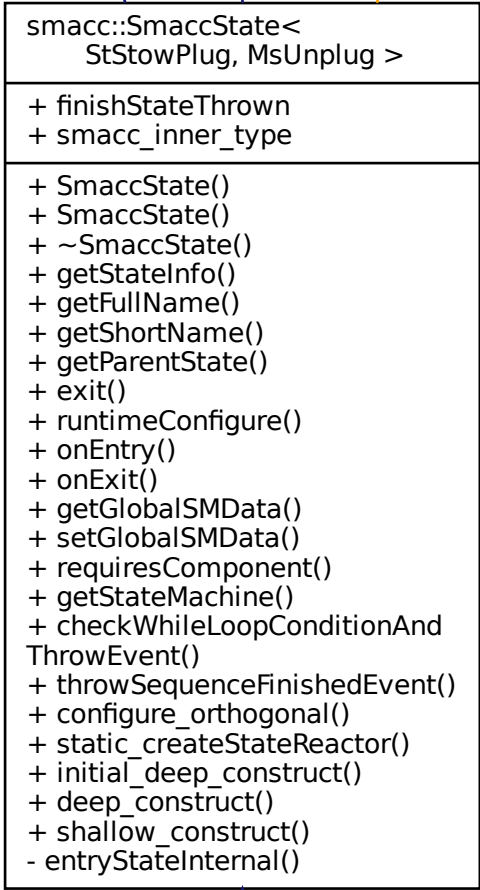 smacc::SmaccState<
StStowPlug, MsUnplug >
+ finishStateThrown
+ smacc_inner_type
+ SmaccState()
+ SmaccState()
+ ~SmaccState()
+ getStateInfo()
+ getFullName()
+ getShortName()
+ getParentState()
+ exit()
+ runtimeConfigure()
+ onEntry()
+ onExit()
+ getGlobalSMData()
+ setGlobalSMData()
+ requiresComponent()
+ getStateMachine()
+ checkWhileLoopConditionAnd
ThrowEvent()
+ throwSequenceFinishedEvent()
+ configure_orthogonal()
+ static_createStateReactor()
+ initial_deep_construct()
+ deep_construct()
+ shallow_construct()
- entryStateInternal()